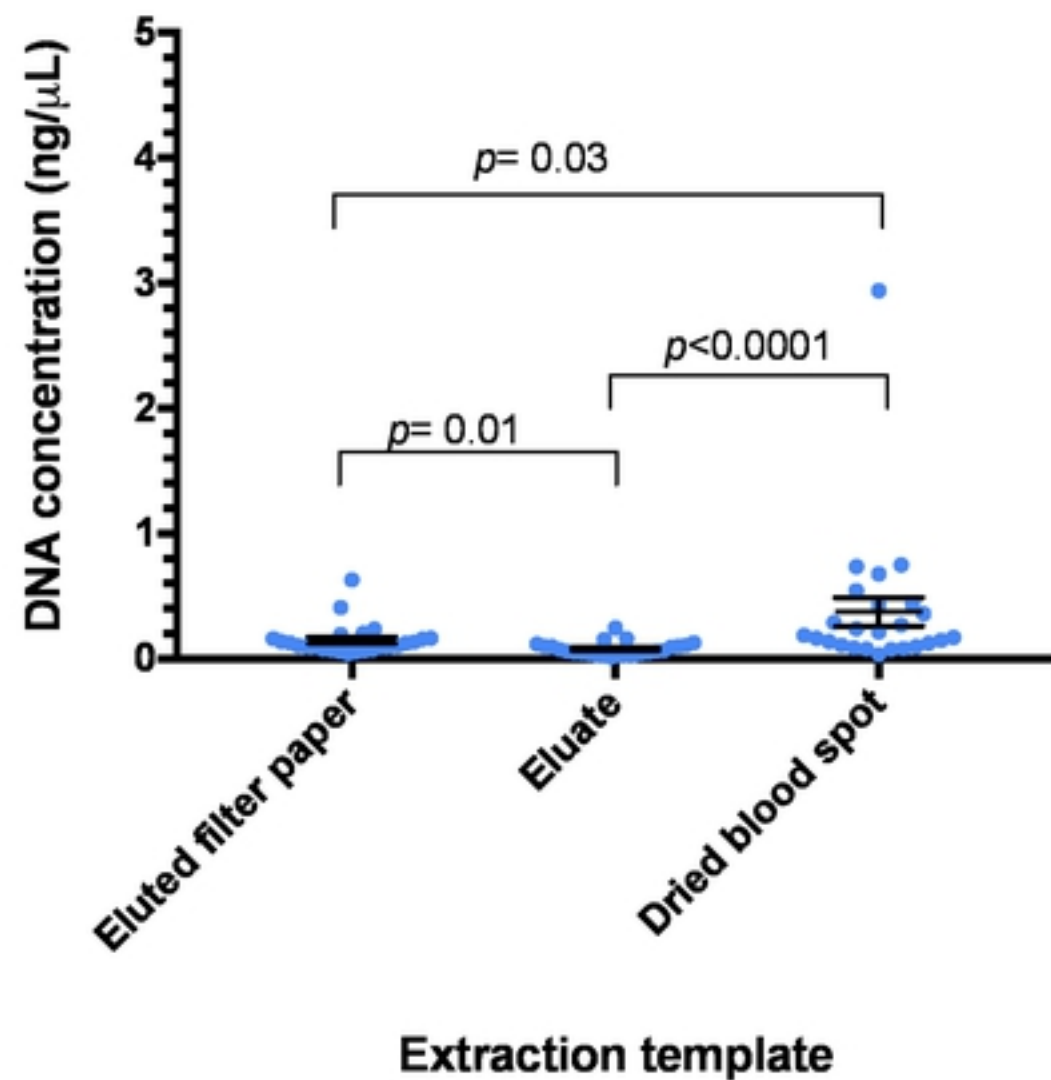 DNA concentration (ng/μL)
5
4
3
2
1
0
p= 0.03
p<0.0001
p= 0.01
Eluted filter paper
Eluate
Dried blood spot
Extraction template